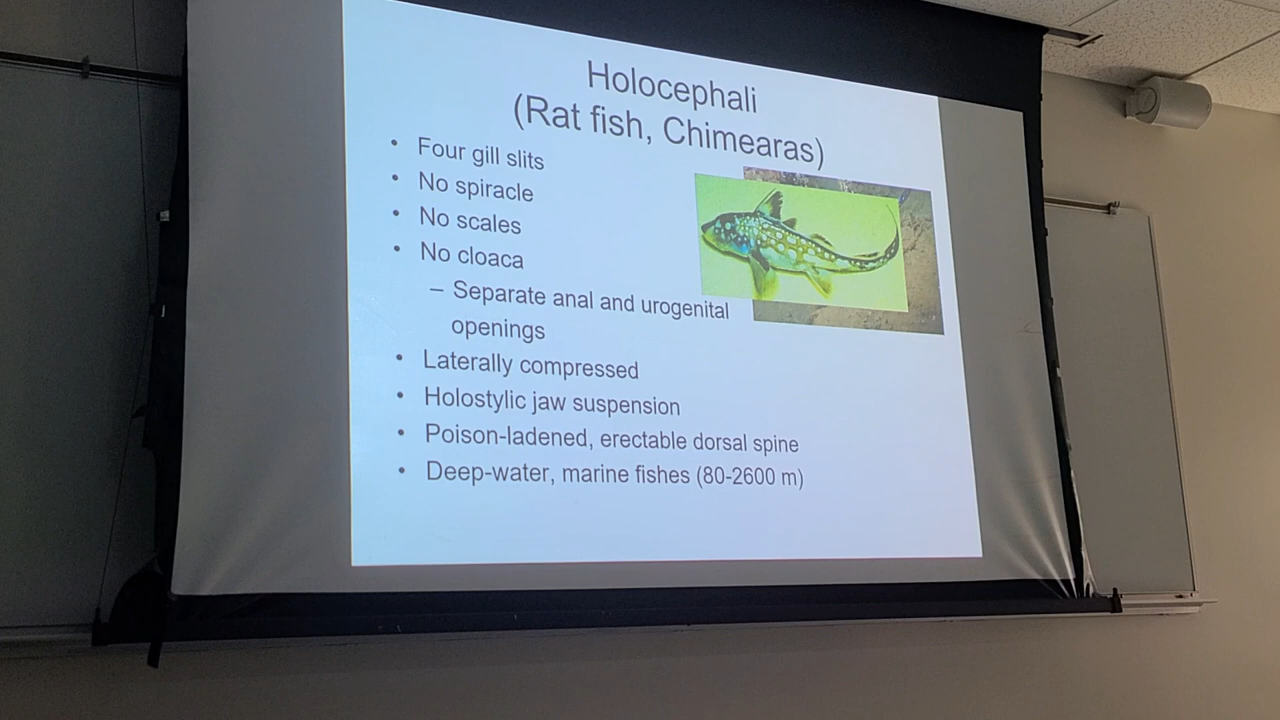 Holocephali
(Rat fish, Chimearas)
• Four gill slits
• No spiracle
• No scales
• No cloaca
– Separate anal and urogenital
openings
• Laterally compressed
• Holostylic jaw suspension
• Poison-ladened, erectable dorsal spine
• Deep-water, marine fishes (80-2600 m)